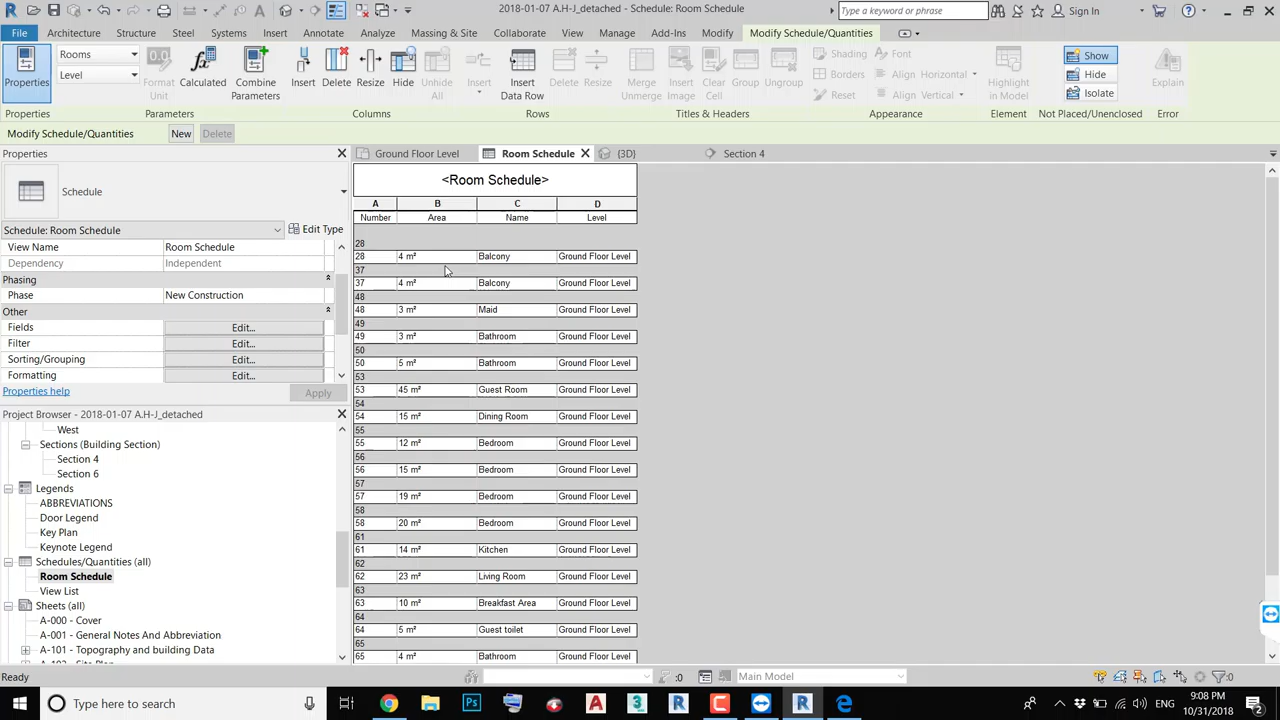 2018-01-07 A.H-J_detached - Schedule: Room Schedule
Type a keyword or phrase
Sign In
File Architecture Structure Steel Systems Insert Annotate Analyze Massing & Site Collaborate View Manage Add-Ins Modify Modify Schedule/Quantities
Properties
Rooms
Level
Format Unit
Calculated
Combine Parameters
Insert
Delete
Resize
Hide
Unhide All
Insert
Insert Data Row
Delete
Resize
Merge Unmerge
Insert Image
Clear Cell
Group
Ungroup
Shading
Borders
Reset
Font
Align Horizontal
Align Vertical
Highlight in Model
Show
Hide
Isolate
Explain
Properties Parameters Columns Rows Titles & Headers Appearance Element Not Placed/Unenclosed Error
Modify Schedule/Quantities New Delete
Properties
Schedule
Schedule: Room Schedule Edit Type
View Name Room Schedule
Dependency Independent
Phasing
Phase New Construction
Other
Fields Edit...
Filter Edit...
Sorting/Grouping Edit...
Formatting Edit...
Properties help Apply
Project Browser - 2018-01-07 A.H-J_detached
West
Sections (Building Section)
Section 4
Section 6
Legends
ABBREVIATIONS
Door Legend
Key Plan
Keynote Legend
Schedules/Quantities (all)
Room Schedule
View List
Sheets (all)
A-000 - Cover
A-001 - General Notes And Abbreviation
A-101 - Topography and building Data
Ground Floor Level Room Schedule {3D} Section 4
<Room Schedule>
A B C D
Number Area Name Level
28
28 4 m² Balcony Ground Floor Level
37
37 4 m² Balcony Ground Floor Level
48
48 3 m² Maid Ground Floor Level
49
49 3 m² Bathroom Ground Floor Level
50
50 5 m² Bathroom Ground Floor Level
53
53 45 m² Guest Room Ground Floor Level
54
54 15 m² Dining Room Ground Floor Level
55
55 12 m² Bedroom Ground Floor Level
56
56 15 m² Bedroom Ground Floor Level
57
57 19 m² Bedroom Ground Floor Level
58
58 20 m² Bedroom Ground Floor Level
61
61 14 m² Kitchen Ground Floor Level
62
62 23 m² Living Room Ground Floor Level
63
63 10 m² Breakfast Area Ground Floor Level
64
64 5 m² Guest toilet Ground Floor Level
65
65 4 m² Bathroom Ground Floor Level
Ready :0 Main Model :0
Type here to search
ENG
9:08 PM
10/31/2018